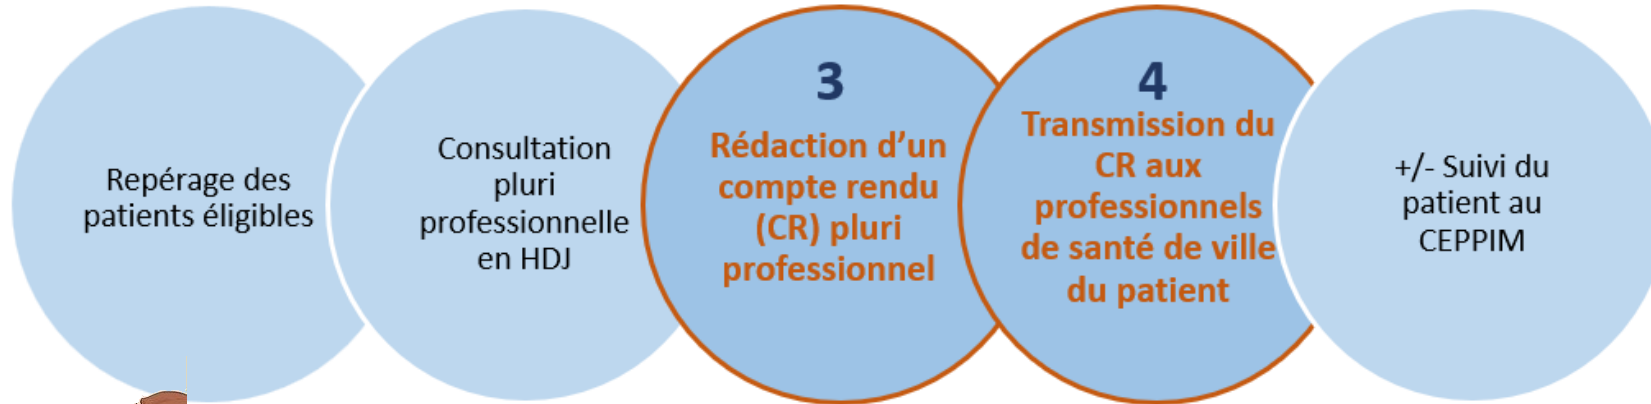 Repérage des
patients éligibles
Consultation
pluri
professionnelle
en HDJ
3
Rédaction d'un
compte rendu
(CR) pluri
professionnel
4
Transmission du
CR aux
professionnels
de santé de ville
du patient
+/- Suivi du
patient au
CEPPIM